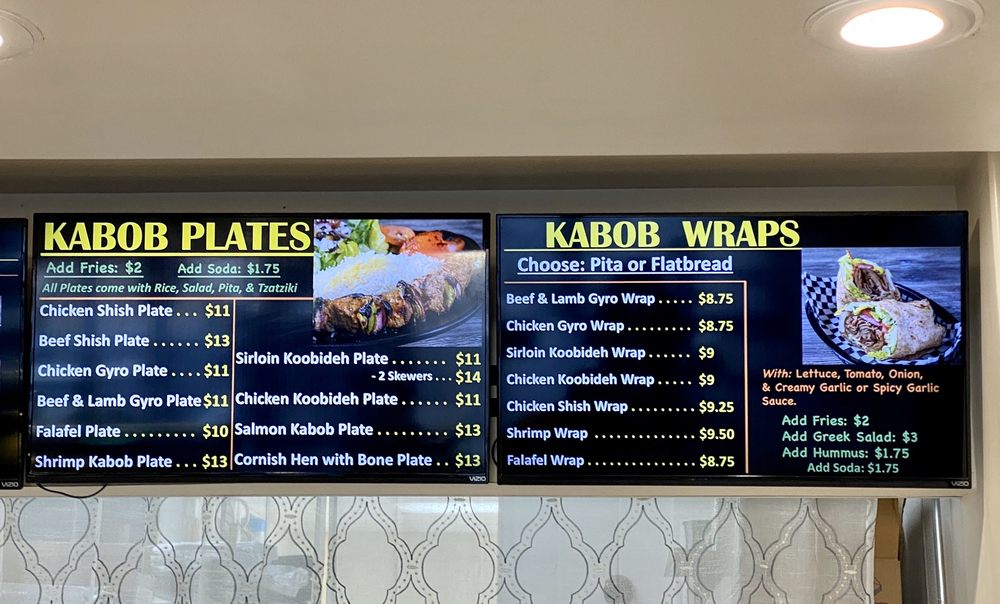 KABOB PLATES
Add Fries: $2 Add Soda: $1.75
All Plates come with Rice, Salad, Pita, & Tzatziki
Chicken Shish Plate . . . $11
Beef Shish Plate . . . . . . $13
Chicken Gyro Plate . . . . $11
Beef & Lamb Gyro Plate $11
Falafel Plate . . . . . . . . . $10
Shrimp Kabob Plate . . . $13
Sirloin Koobideh Plate . . . . . . . $11
- 2 Skewers . . . $14
Chicken Koobideh Plate . . . . . $11
Salmon Kabob Plate . . . . . . . . . $13
Cornish Hen with Bone Plate . . $13
VIZIO
KABOB WRAPS
Choose: Pita or Flatbread
Beef & Lamb Gyro Wrap . . . . . $8.75
Chicken Gyro Wrap . . . . . . . . . $8.75
Sirloin Koobideh Wrap . . . . . . $9
Chicken Koobideh Wrap . . . . $9
Chicken Shish Wrap . . . . . . . . $9.25
Shrimp Wrap . . . . . . . . . . . . . $9.50
Falafel Wrap . . . . . . . . . . . . . . $8.75
With: Lettuce, Tomato, Onion,
& Creamy Garlic or Spicy Garlic
Sauce.
Add Fries: $2
Add Greek Salad: $3
Add Hummus: $1.75
Add Soda: $1.75
VIZIO
VIZIO